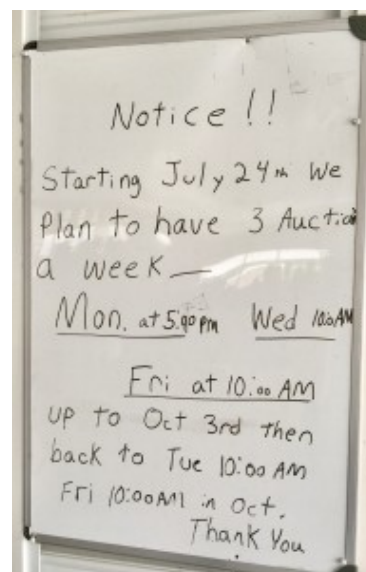 Notice !!
Starting July 24th We
Plan to have 3 Auction
a week —
Mon. at 5:00 pm Wed 10:00 AM
Fri at 10:00 AM
up to Oct 3rd then
back to Tue 10:00 AM
Fri 10:00 AM in Oct.
Thank You